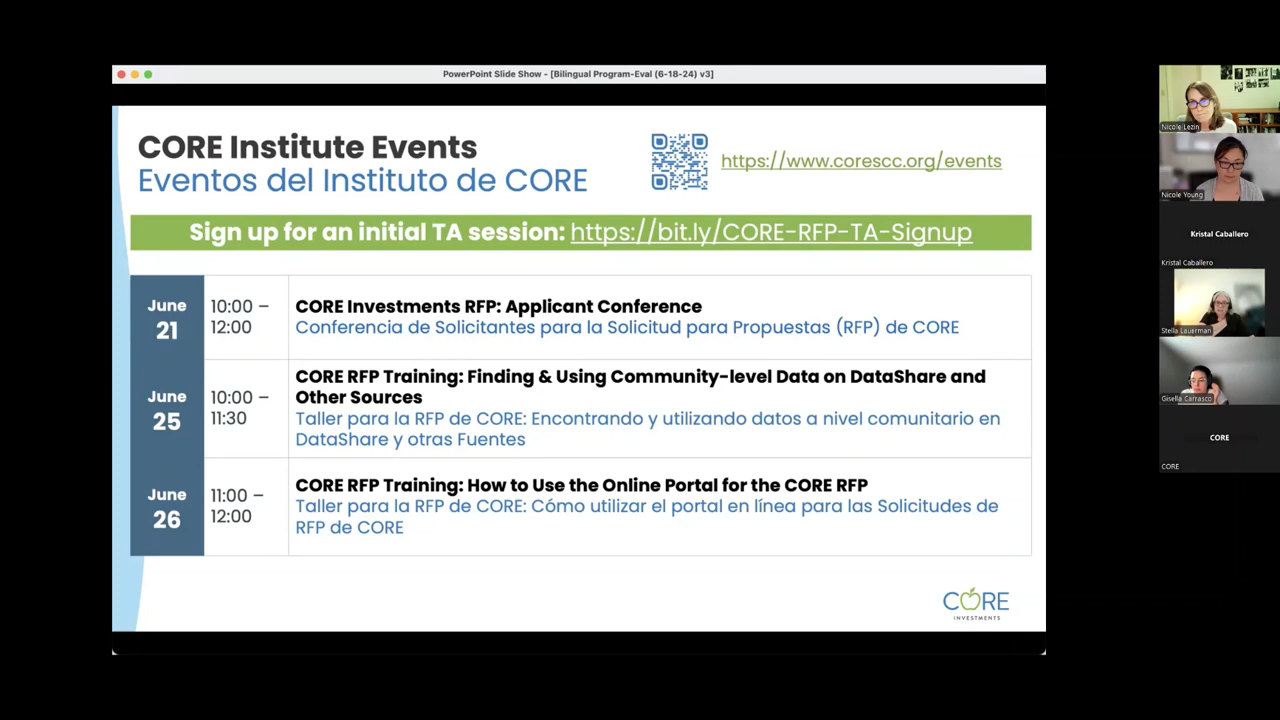 PowerPoint Slide Show - [Bilingual Program-Eval (6-18-24) v3]
CORE Institute Events
Eventos del Instituto de CORE
https://www.corescc.org/events
Sign up for an initial TA session: https://bit.ly/CORE-RFP-TA-Signup
June
21
10:00 –
12:00
CORE Investments RFP: Applicant Conference
Conferencia de Solicitantes para la Solicitud para Propuestas (RFP) de CORE
June
25
10:00 –
11:30
CORE RFP Training: Finding & Using Community-level Data on DataShare and
Other Sources
Taller para la RFP de CORE: Encontrando y utilizando datos a nivel comunitario en
DataShare y otras Fuentes
June
26
11:00 –
12:00
CORE RFP Training: How to Use the Online Portal for the CORE RFP
Taller para la RFP de CORE: Cómo utilizar el portal en línea para las Solicitudes de
RFP de CORE
CORE
INVESTMENTS
Nicole Lezin
Nicole Young
Kristal Caballero
Kristal Caballero
Stella Lauerman
Gisella Carrasco
CORE
CORE